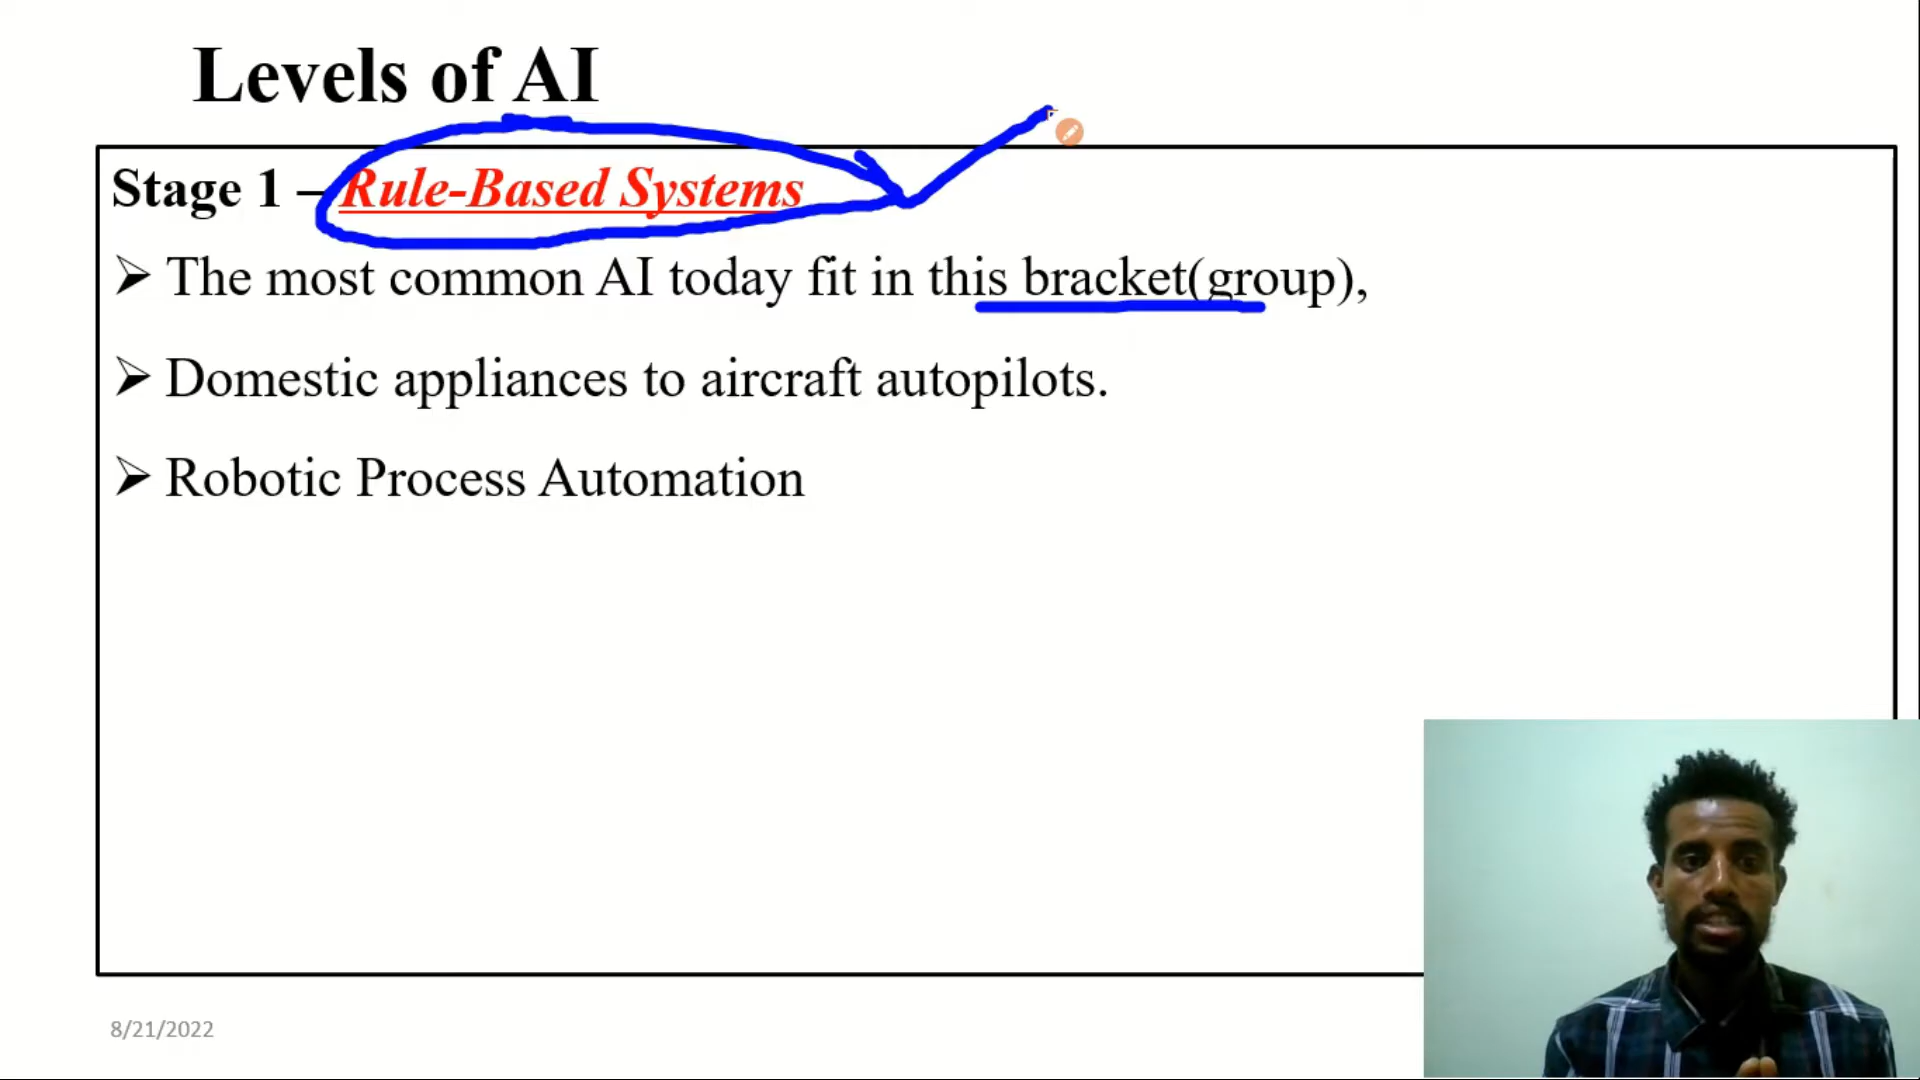 Levels of AI
Stage 1 – Rule-Based Systems
➢ The most common AI today fit in this bracket(group),
➢ Domestic appliances to aircraft autopilots.
➢ Robotic Process Automation
8/21/2022